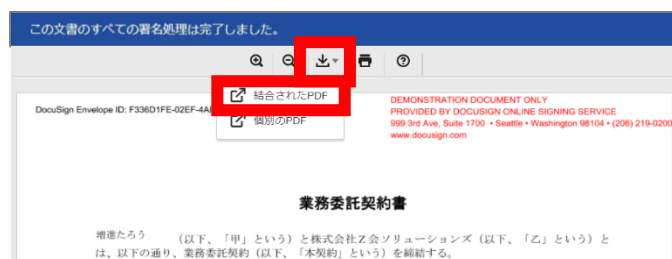 この文書のすべての署名処理は完了しました。
結合されたPDF
個別のPDF
DocuSign Envelope ID: F336D1FE-02EF-4A
DEMONSTRATION DOCUMENT ONLY
PROVIDED BY DOCUSIGN ONLINE SIGNING SERVICE
999 3rd Ave, Suite 1700 • Seattle • Washington 98104 • (206) 219-0200
www.docusign.com
業務委託契約書
増進たろう (以下、「甲」という) と株式会社Z会ソリューションズ (以下、「乙」という) と
は、以下の通り、業務委託契約 (以下、「本契約」という) を締結する。